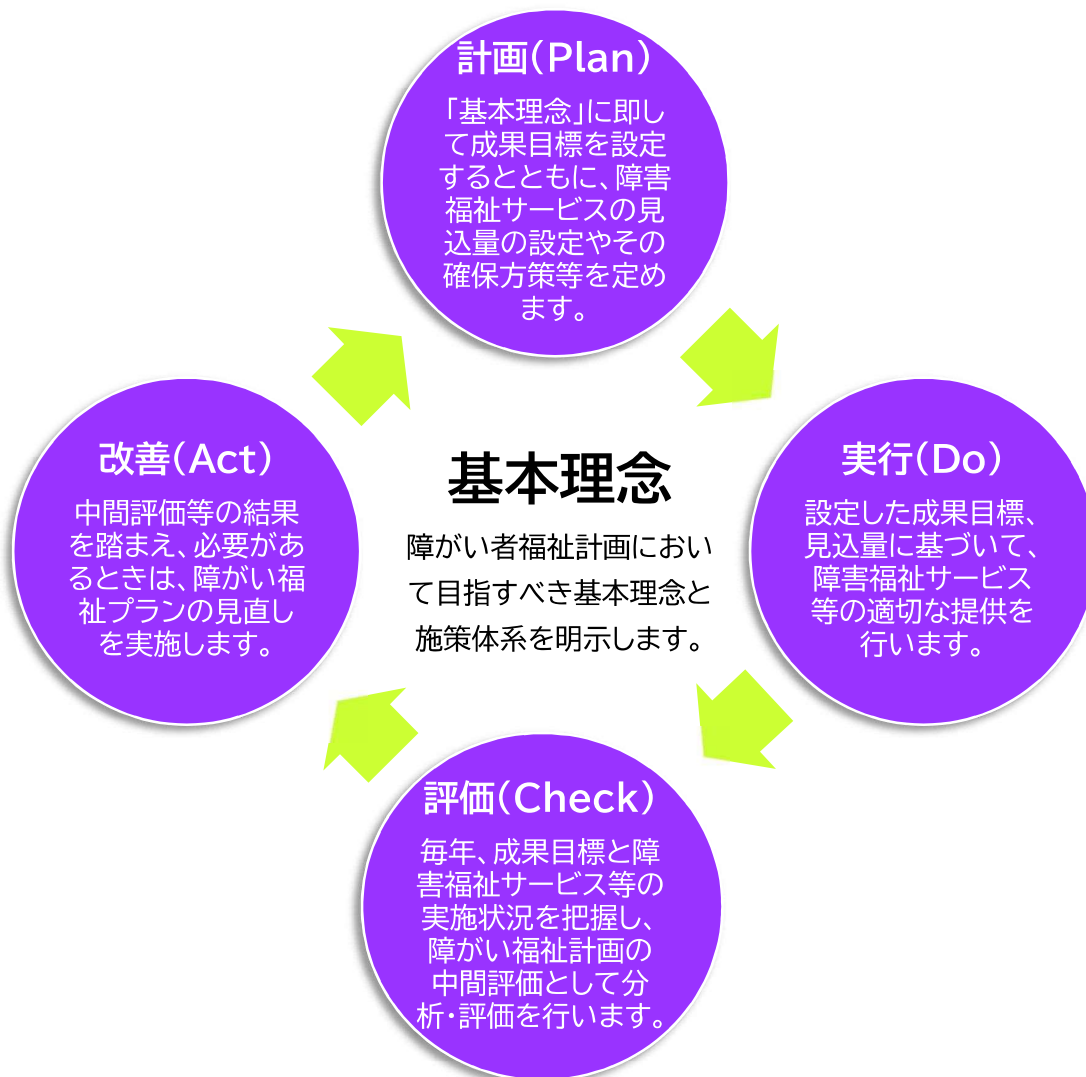 計画(Plan)
「基本理念」に即し
て成果目標を設定
するとともに、障害
福祉サービスの見
込量の設定やその
確保方策等を定め
ます。
改善(Act)
中間評価等の結果
を踏まえ、必要があ
るときは、障がい福
祉プランの見直し
を実施します。
基本理念
障がい者福祉計画におい
て目指すべき基本理念と
施策体系を明示します。
実行(Do)
設定した成果目標、
見込量に基づいて、
障害福祉サービス
等の適切な提供を
行います。
評価(Check)
毎年、成果目標と障
害福祉サービス等の
実施状況を把握し、
障がい福祉計画の
中間評価として分
析・評価を行います。